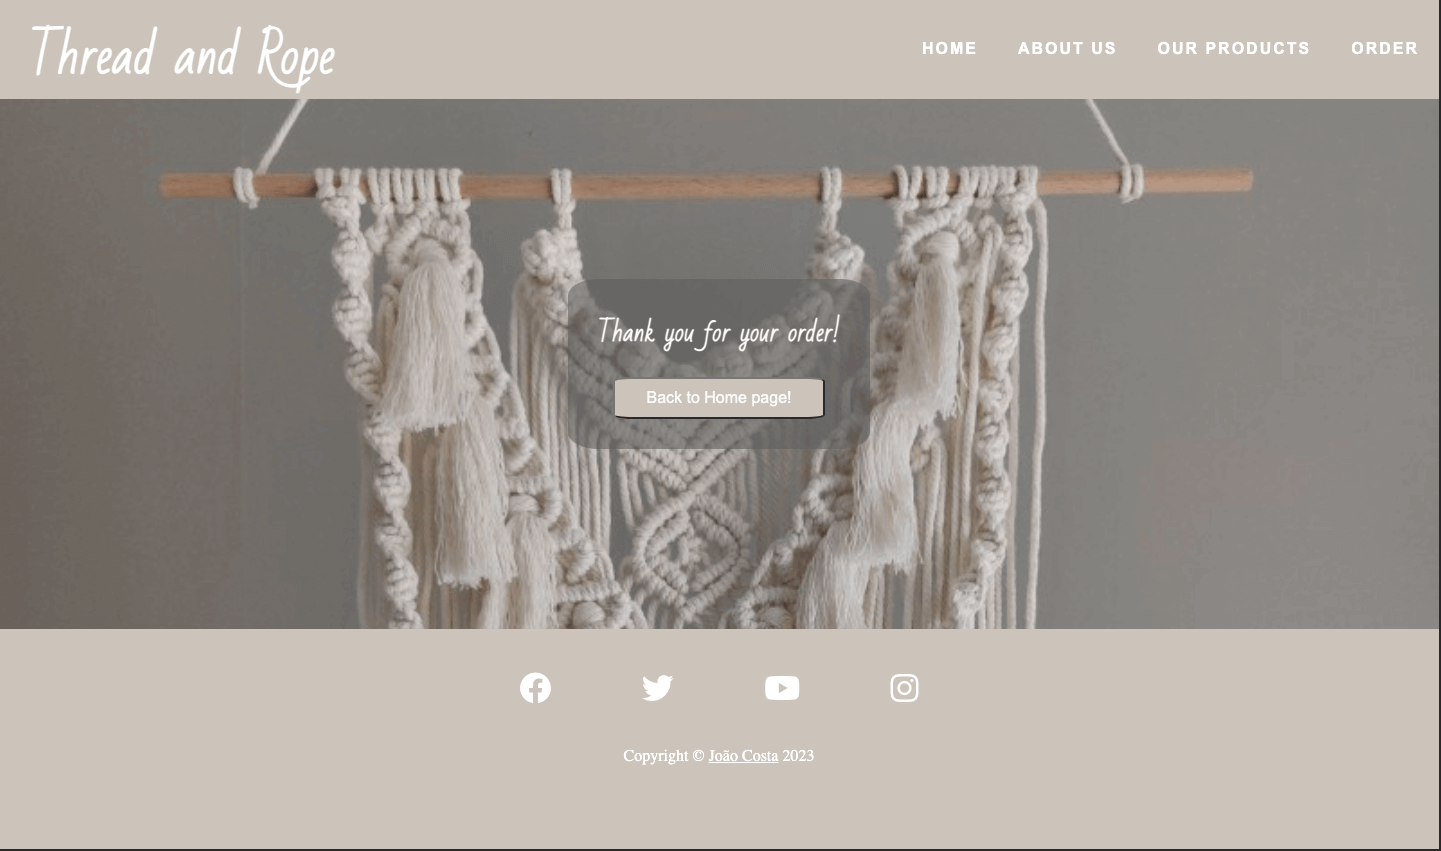 Thread and Rope
HOME
ABOUT US
OUR PRODUCTS
ORDER
Thank you for your order!
Back to Home page!
Copyright © João Costa 2023